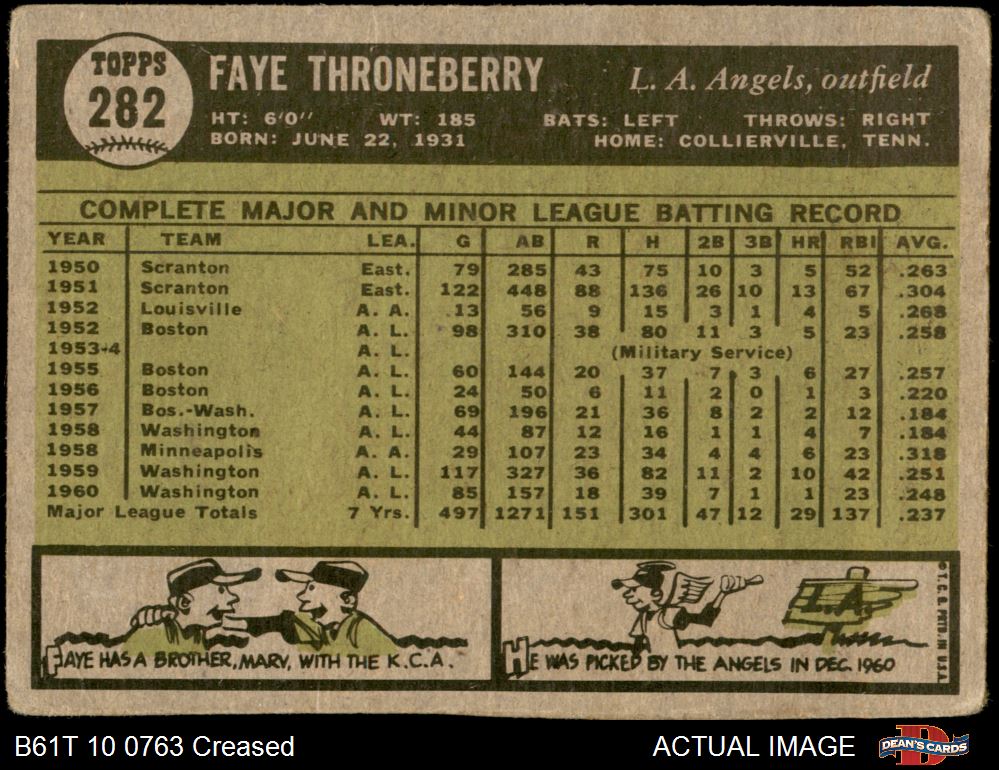 TOPPS
282
FAYE THRONEBERRY
L. A. Angels, outfield
HT: 6'0" WT: 185 BATS: LEFT THROWS: RIGHT
BORN: JUNE 22, 1931 HOME: COLLIERVILLE, TENN.
COMPLETE MAJOR AND MINOR LEAGUE BATTING RECORD
YEAR TEAM LEA. G AB R H 2B 3B HR RBI AVG.
1950 Scranton East. 79 285 43 75 10 3 5 52 .263
1951 Scranton East. 122 448 88 136 26 10 13 67 .304
1952 Louisville A. A. 13 56 9 15 3 1 4 5 .268
1952 Boston A. L. 98 310 38 80 11 3 5 23 .258
1953-4 A. L. (Military Service)
1955 Boston A. L. 60 144 20 37 7 3 6 27 .257
1956 Boston A. L. 24 50 6 11 2 0 1 3 .220
1957 Bos.-Wash. A. L. 69 196 21 36 8 2 2 12 .184
1958 Washington A. L. 44 87 12 16 1 1 4 7 .184
1958 Minneapolis A. A. 29 107 23 34 4 4 6 23 .318
1959 Washington A. L. 117 327 36 82 11 2 10 42 .251
1960 Washington A. L. 85 157 18 39 7 1 1 23 .248
Major League Totals 7 Yrs. 497 1271 151 301 47 12 29 137 .237
L.A.
FAYE HAS A BROTHER, MARV, WITH THE K.C.A.
HE WAS PICKED BY THE ANGELS IN DEC. 1960
© T. C. G. PRTD. IN U.S.A.
B61T 10 0763 Creased
ACTUAL IMAGE
DEAN'S CARDS